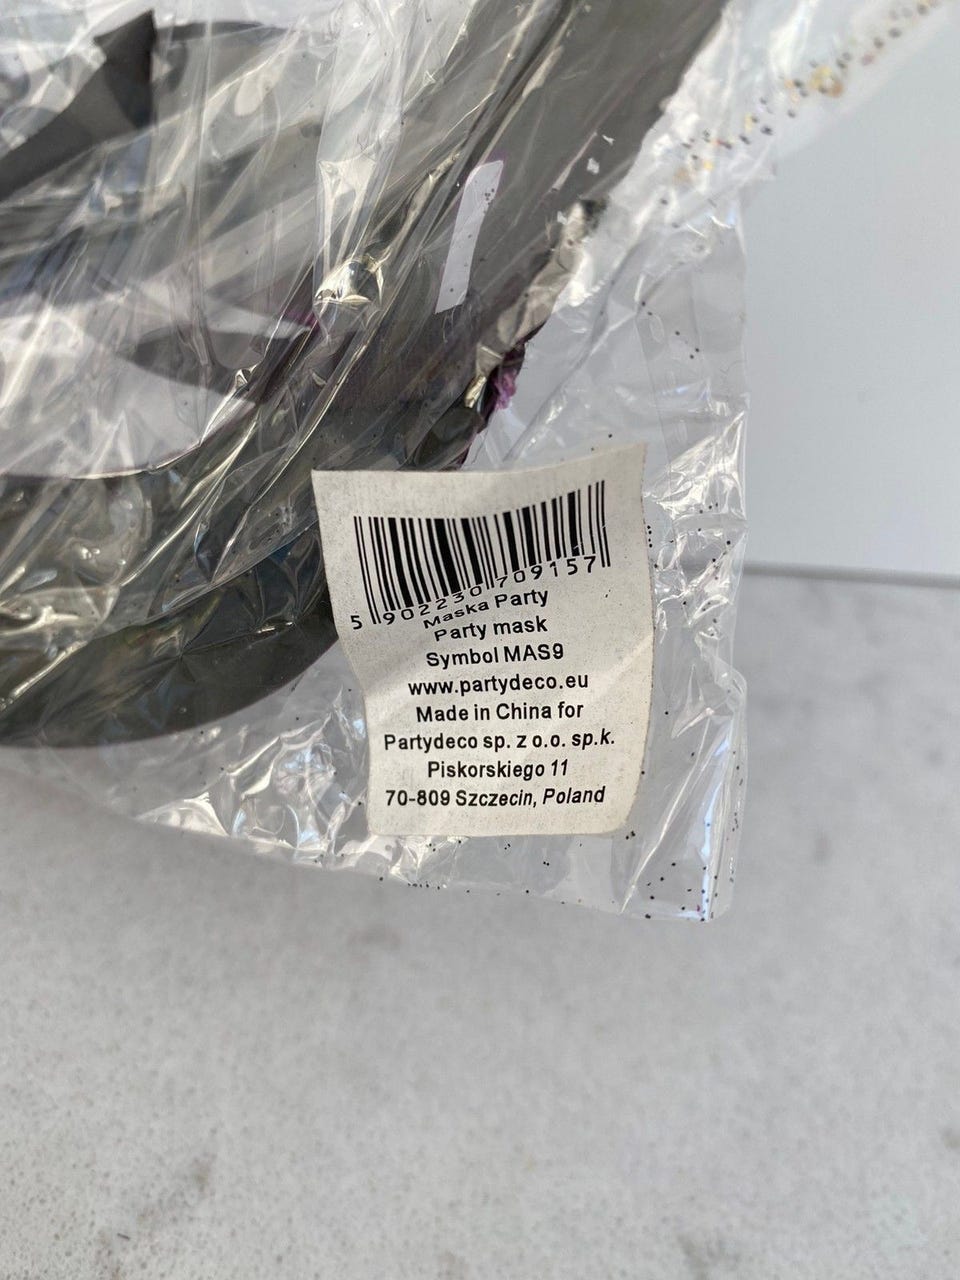 5 902230 709157
Maska Party
Party mask
Symbol MAS9
www.partydeco.eu
Made in China for
Partydeco sp. z o.o. sp.k.
Piskorskiego 11
70-809 Szczecin, Poland